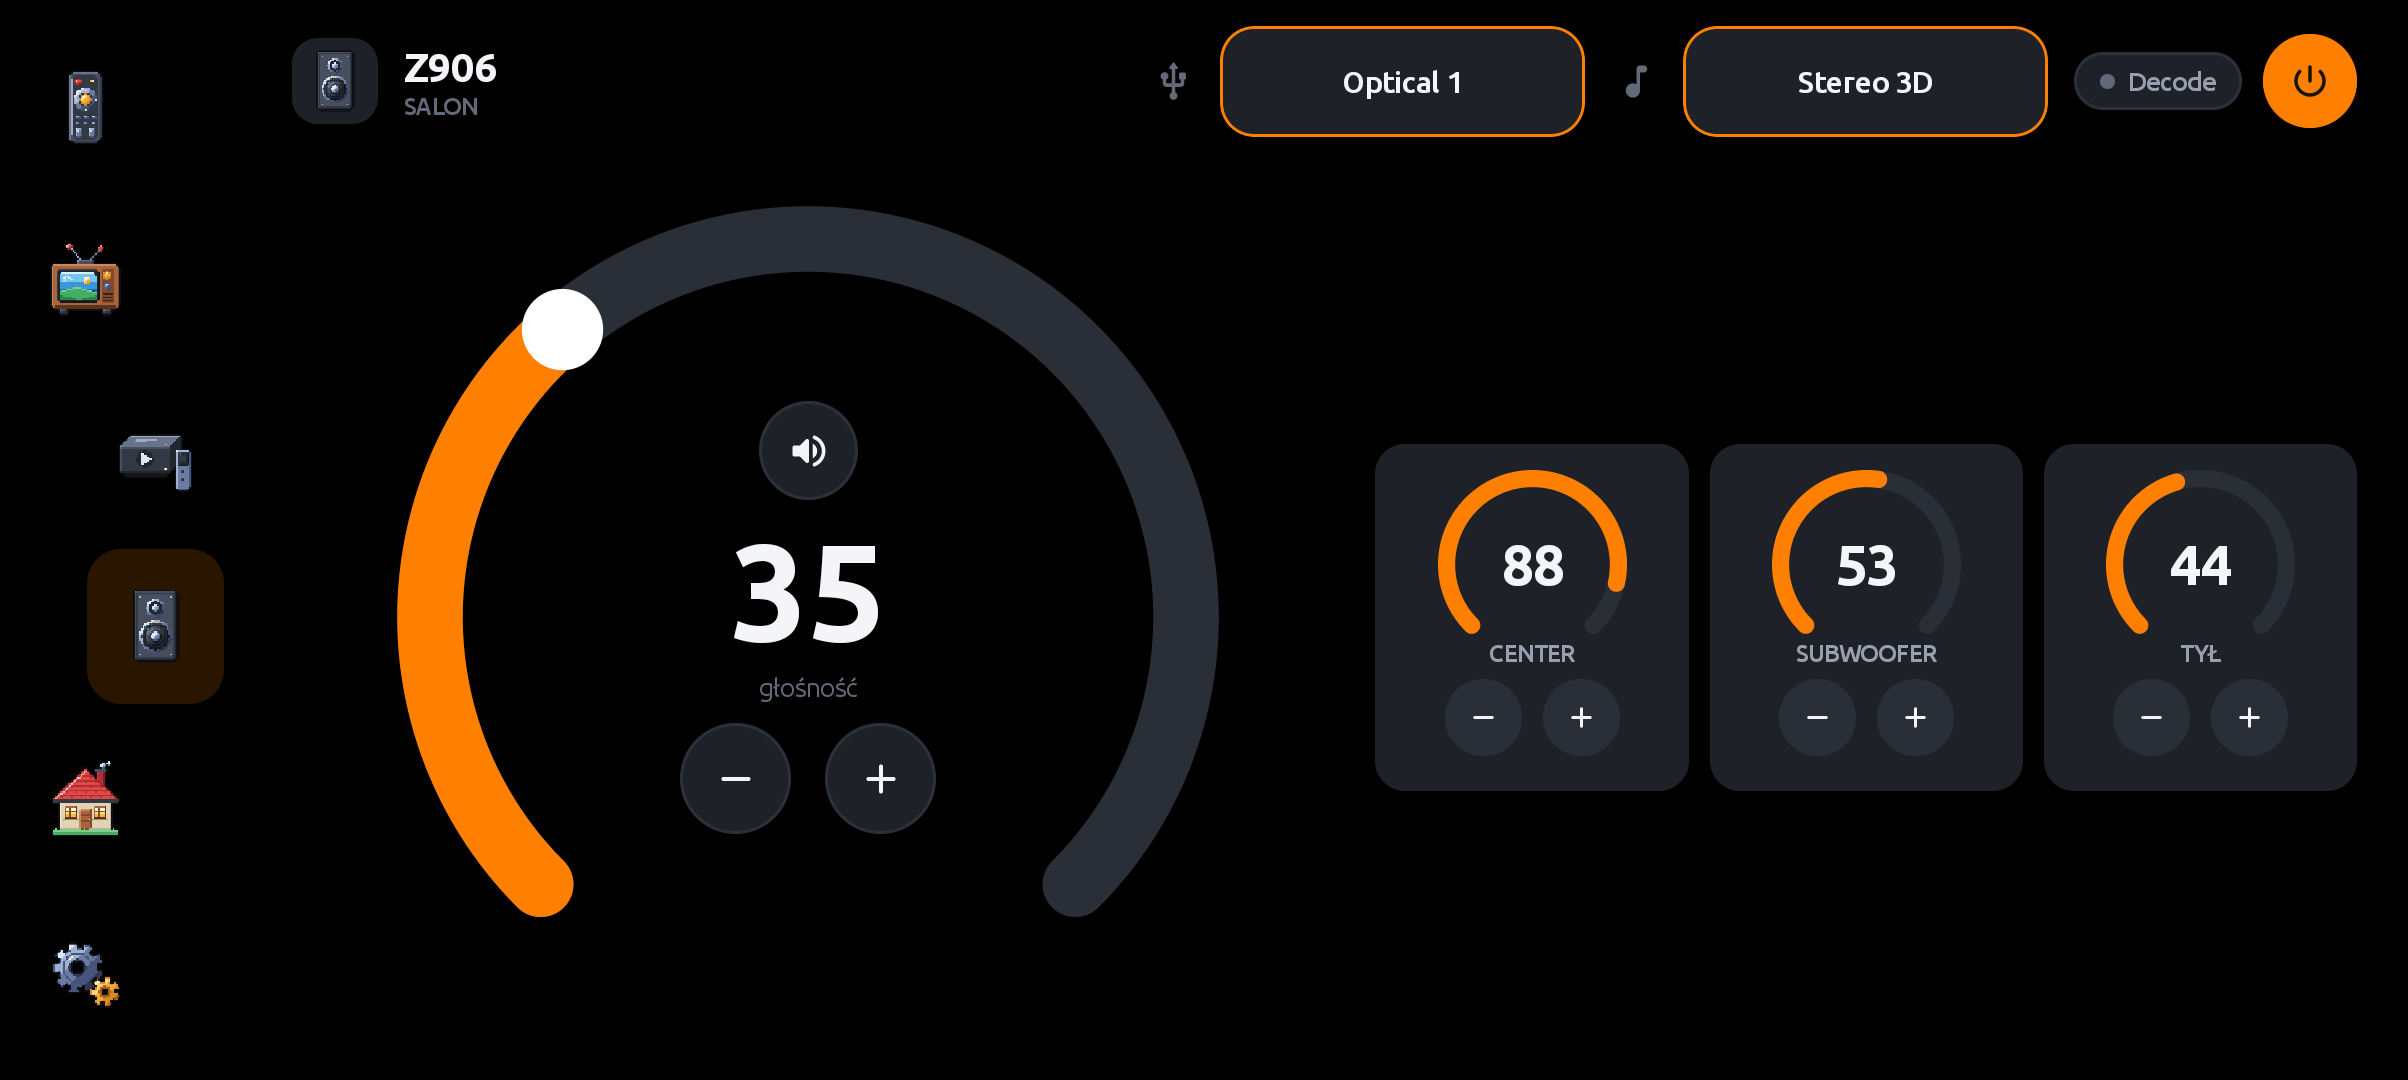 Z906
SALON
Optical 1
Stereo 3D
Decode
35
głośność
88
CENTER
53
SUBWOOFER
44
TYŁ